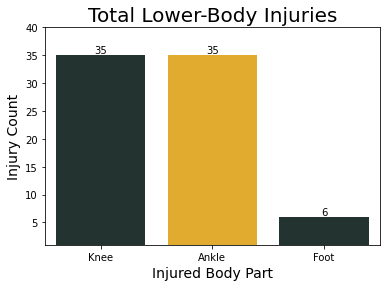 Total Lower-Body Injuries
40
35
30
25
20
15
10
5
Injury Count
35
35
6
Knee
Ankle
Foot
Injured Body Part